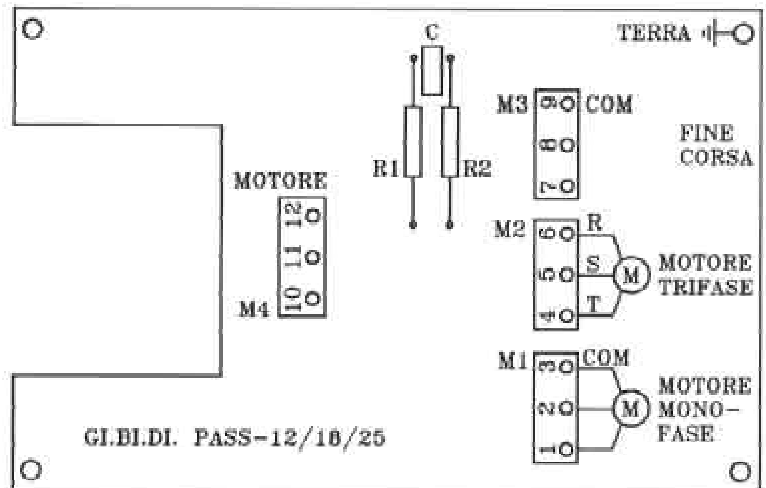 C
TERRA
M3
9
COM
8
7
FINE
CORSA
R1
R2
MOTORE
12
11
10
M4
M2
6
R
5
S
4
T
M
MOTORE
TRIFASE
M1
3
COM
2
1
M
MOTORE
MONO-
FASE
GI.BI.DI. PASS-12/18/25